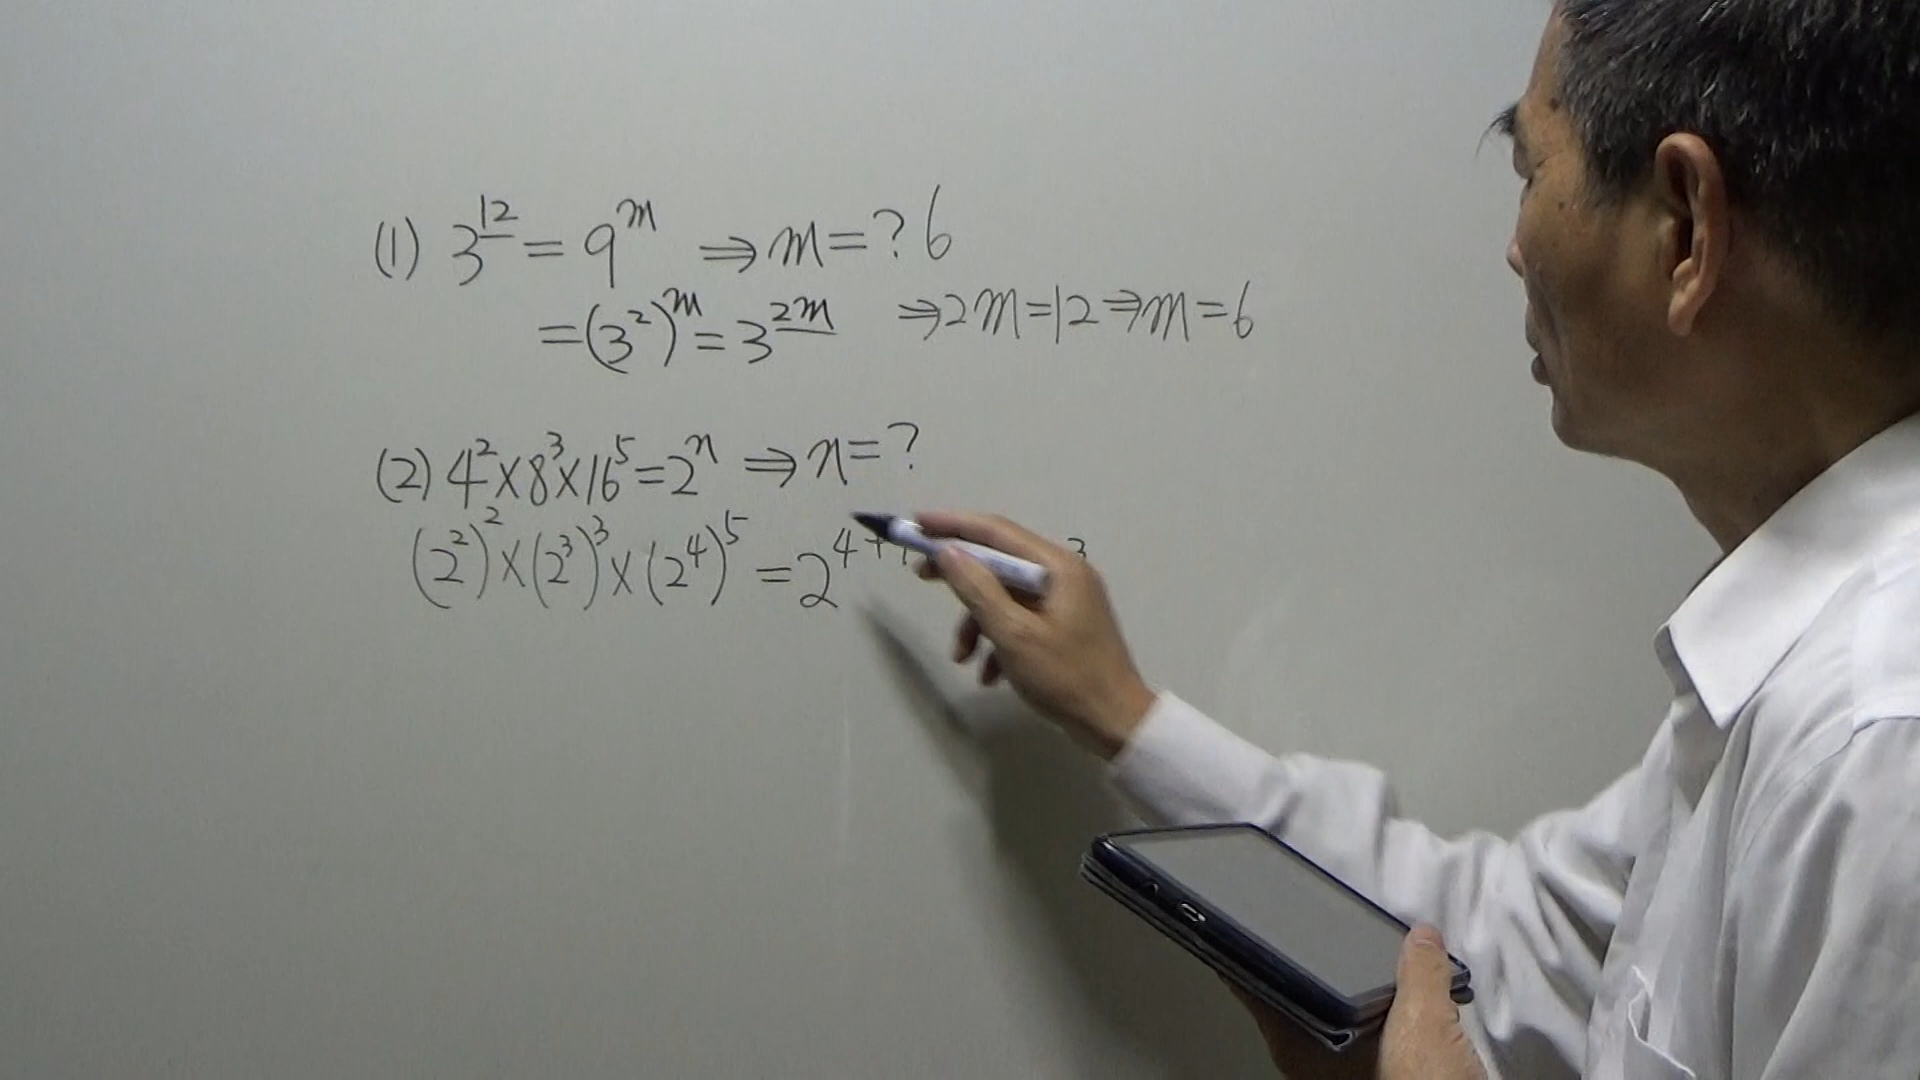 (1) 3^12 = 9^m ⇒ m = ? 6
= (3^2)^m = 3^2m ⇒ 2m = 12 ⇒ m = 6
(2) 4^2 × 8^3 × 16^5 = 2^n ⇒ n = ?
(2^2)^2 × (2^3)^3 × (2^4)^5 = 2^4+